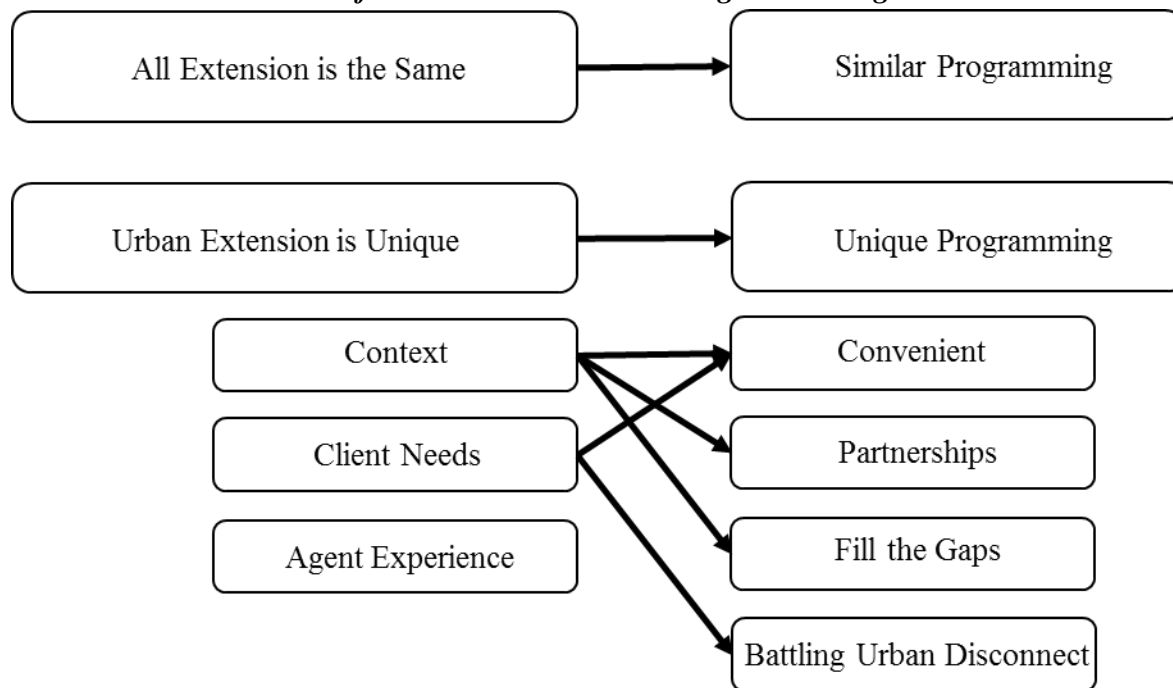 All Extension is the Same
Similar Programming
Urban Extension is Unique
Unique Programming
Context
Convenient
Client Needs
Partnerships
Agent Experience
Fill the Gaps
Battling Urban Disconnect